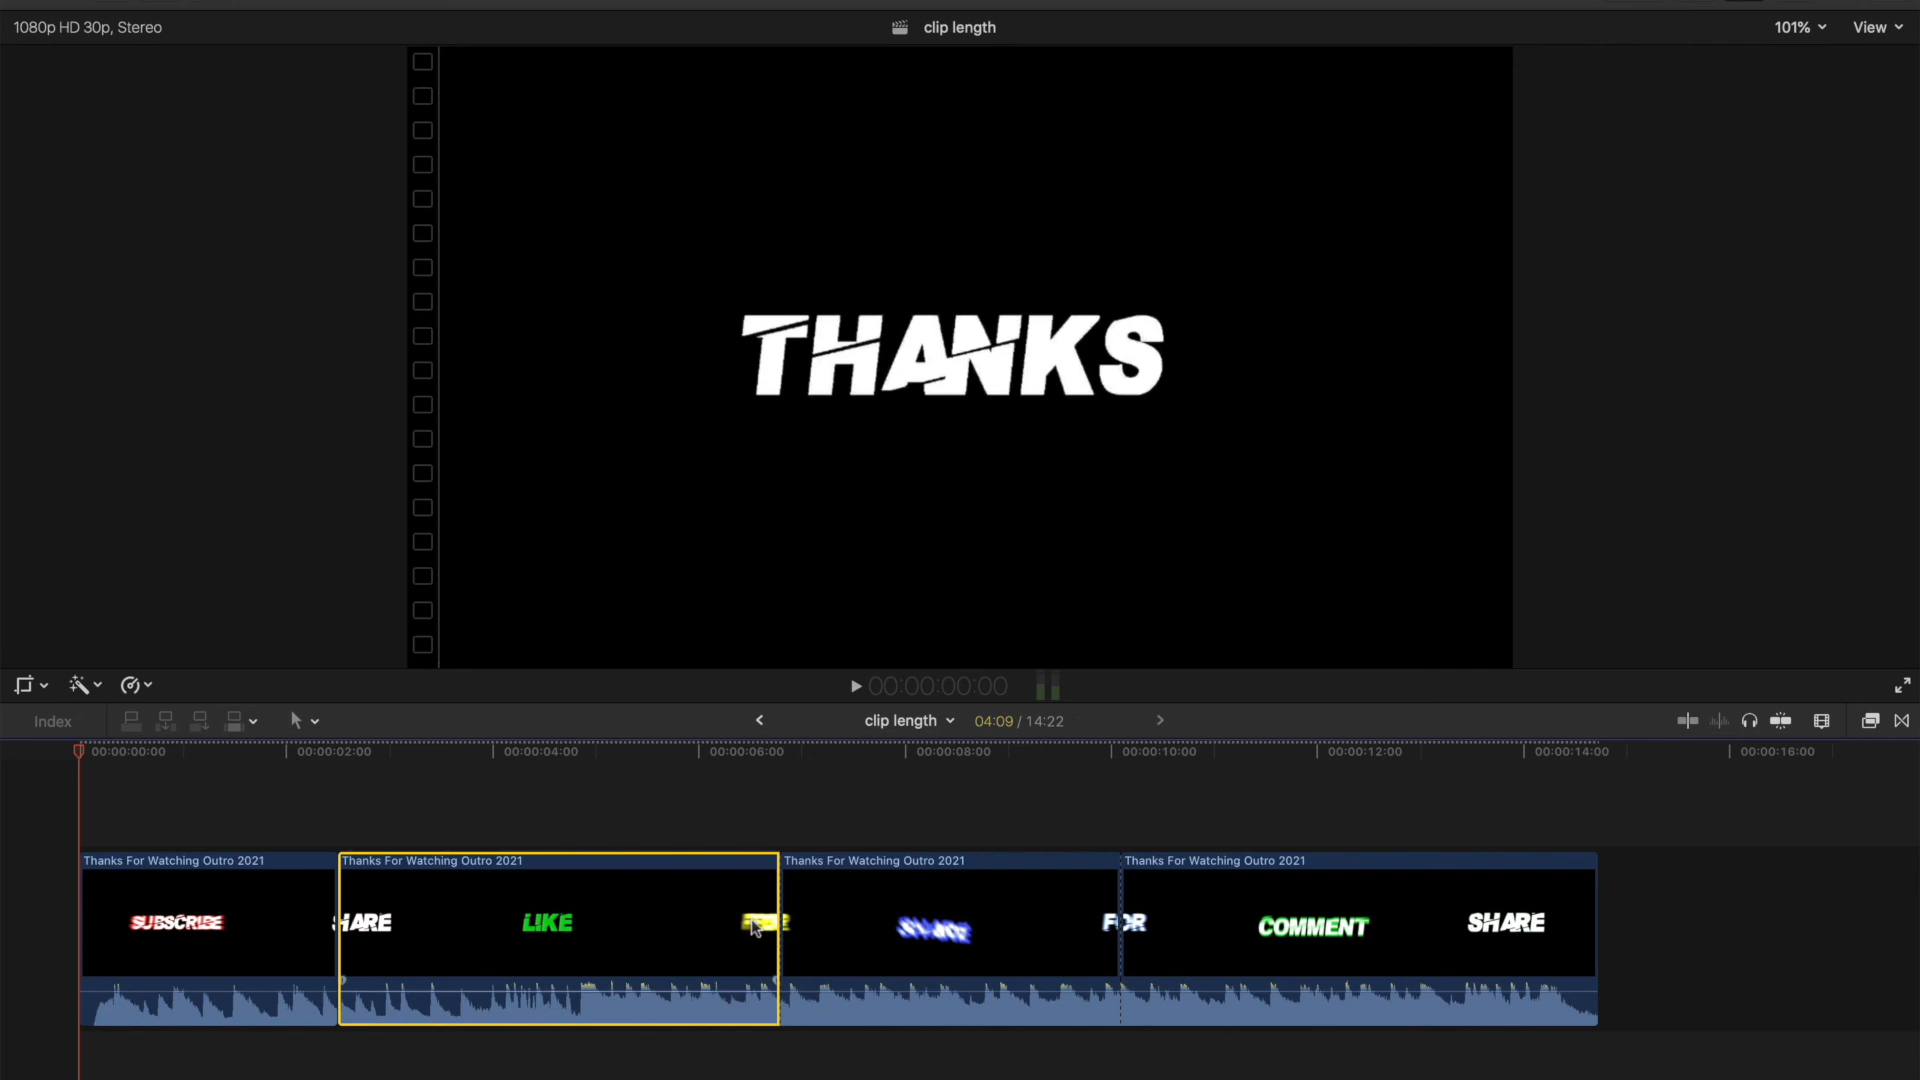 1080p HD 30p, Stereo
clip length
101%
View
THANKS
00:00:00:00
Index
clip length
04:09 / 14:22
00:00:00:00
00:00:02:00
00:00:04:00
00:00:06:00
00:00:08:00
00:00:10:00
00:00:12:00
00:00:14:00
00:00:16:00
Thanks For Watching Outro 2021
Thanks For Watching Outro 2021
Thanks For Watching Outro 2021
Thanks For Watching Outro 2021
SUBSCRIBE
HARE
LIKE
SHARE
FOR
COMMENT
SHARE